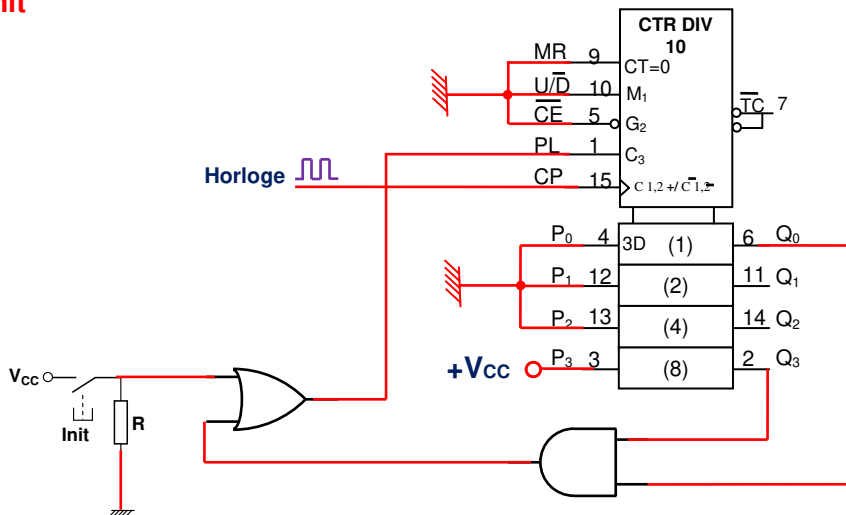 nit
CTR DIV
10
MR 9 CT=0
U/D̅ 10 M₁
C̅E̅ 5 G₂
T̅C̅ 7
PL 1 C₃
Horloge CP 15 C 1,2 +/ C 1,2-
P₀ 4 3D (1) 6 Q₀
P₁ 12 (2) 11 Q₁
P₂ 13 (4) 14 Q₂
+Vcc P₃ 3 (8) 2 Q₃
Vcc
Init R